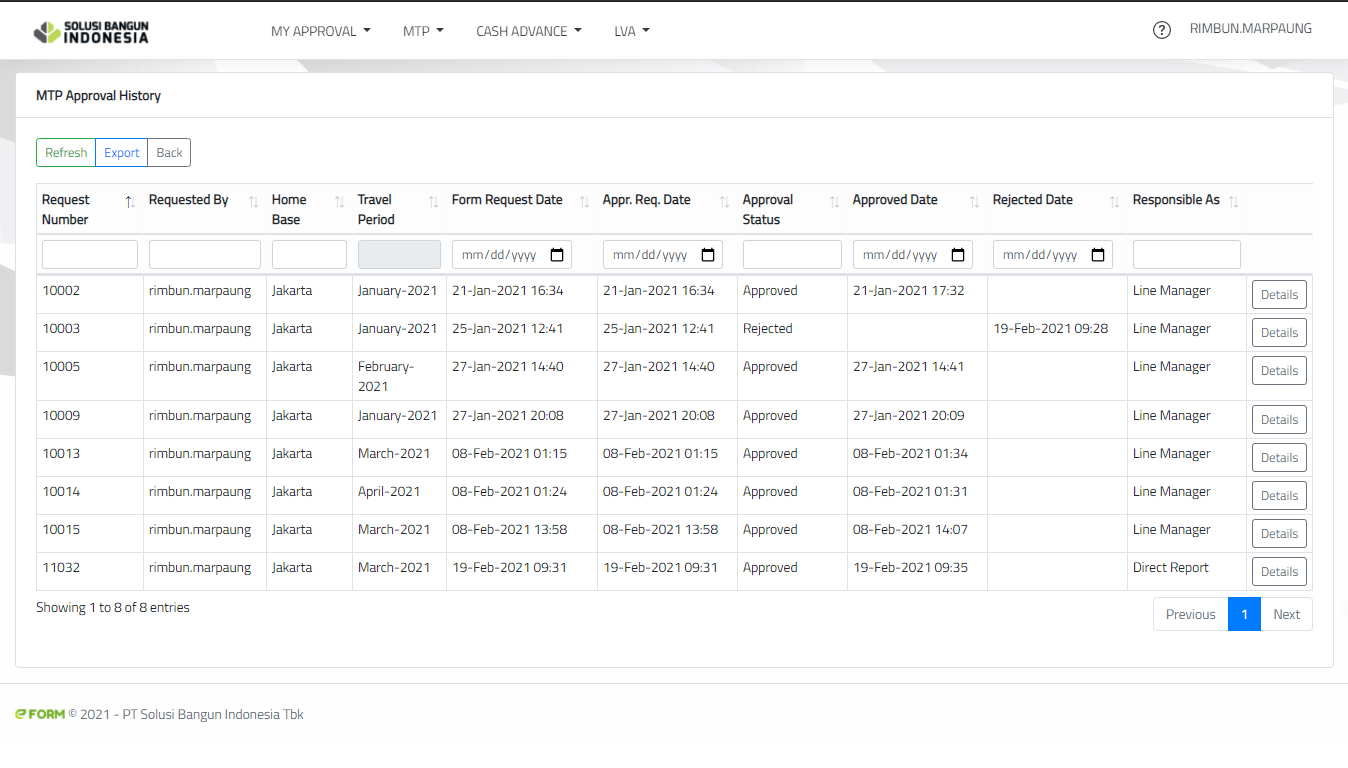 SOLUSI BANGUN
INDONESIA
MY APPROVAL MTP CASH ADVANCE LVA ? RIMBUN.MARPAUNG
MTP Approval History
Refresh Export Back
Request Number Requested By Home Base Travel Period Form Request Date Appr. Req. Date Approval Status Approved Date Rejected Date Responsible As
mm/dd/yyyy mm/dd/yyyy mm/dd/yyyy mm/dd/yyyy
10002 rimbun.marpaung Jakarta January-2021 21-Jan-2021 16:34 21-Jan-2021 16:34 Approved 21-Jan-2021 17:32 Line Manager Details
10003 rimbun.marpaung Jakarta January-2021 25-Jan-2021 12:41 25-Jan-2021 12:41 Rejected 19-Feb-2021 09:28 Line Manager Details
10005 rimbun.marpaung Jakarta February-2021 27-Jan-2021 14:40 27-Jan-2021 14:40 Approved 27-Jan-2021 14:41 Line Manager Details
10009 rimbun.marpaung Jakarta January-2021 27-Jan-2021 20:08 27-Jan-2021 20:08 Approved 27-Jan-2021 20:09 Line Manager Details
10013 rimbun.marpaung Jakarta March-2021 08-Feb-2021 01:15 08-Feb-2021 01:15 Approved 08-Feb-2021 01:34 Line Manager Details
10014 rimbun.marpaung Jakarta April-2021 08-Feb-2021 01:24 08-Feb-2021 01:24 Approved 08-Feb-2021 01:31 Line Manager Details
10015 rimbun.marpaung Jakarta March-2021 08-Feb-2021 13:58 08-Feb-2021 13:58 Approved 08-Feb-2021 14:07 Line Manager Details
11032 rimbun.marpaung Jakarta March-2021 19-Feb-2021 09:31 19-Feb-2021 09:31 Approved 19-Feb-2021 09:35 Direct Report Details
Showing 1 to 8 of 8 entries Previous 1 Next
e FORM © 2021 - PT Solusi Bangun Indonesia Tbk